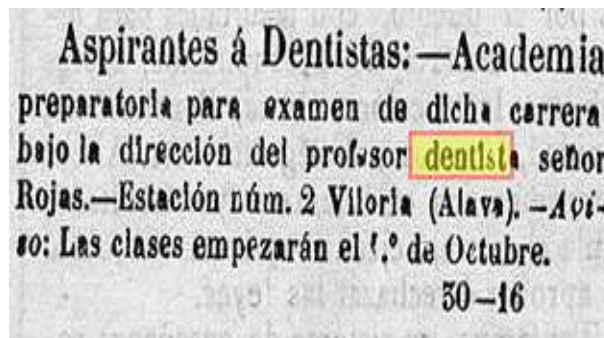 Aspirantes á Dentistas:—Academia
preparatoria para examen de dicha carrera
bajo la dirección del profesor dentista señor
Rojas.—Estación núm. 2 Viloria (Alava).—Avi-
so: Las clases empezarán el 1.º de Octubre.
30—16